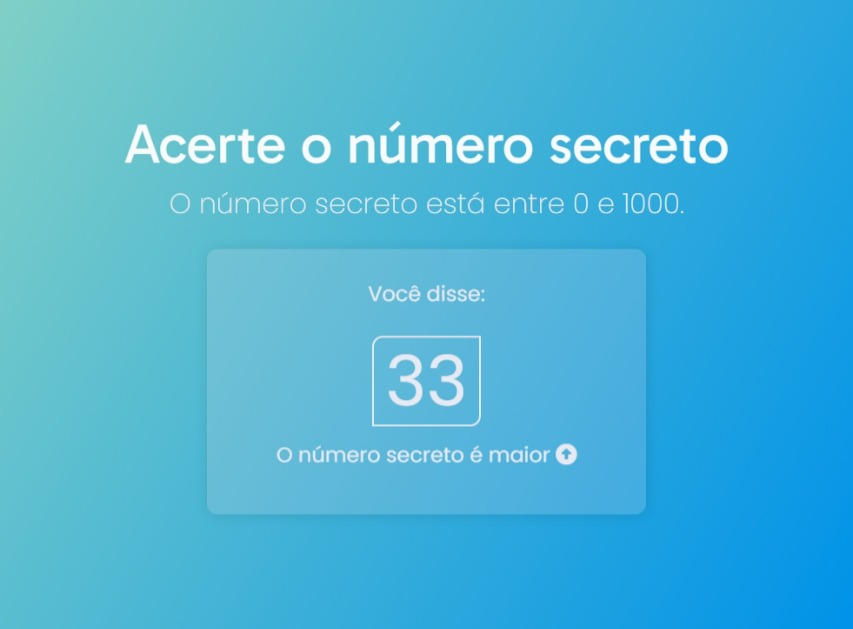 Acerte o número secreto
O número secreto está entre 0 e 1000.
Você disse:
33
O número secreto é maior